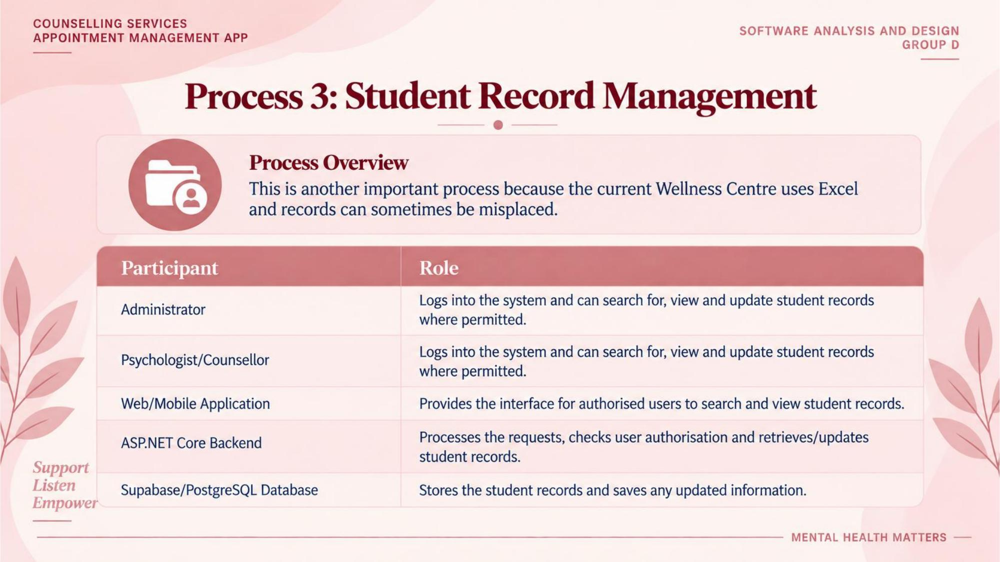 COUNSELLING SERVICES
APPOINTMENT MANAGEMENT APP
SOFTWARE ANALYSIS AND DESIGN
GROUP D
Process 3: Student Record Management
Process Overview
This is another important process because the current Wellness Centre uses Excel
and records can sometimes be misplaced.
Participant
Role
Administrator
Logs into the system and can search for, view and update student records
where permitted.
Psychologist/Counsellor
Logs into the system and can search for, view and update student records
where permitted.
Web/Mobile Application
Provides the interface for authorised users to search and view student records.
ASP.NET Core Backend
Processes the requests, checks user authorisation and retrieves/updates
student records.
Supabase/PostgreSQL Database
Stores the student records and saves any updated information.
Support
Listen
Empower
MENTAL HEALTH MATTERS